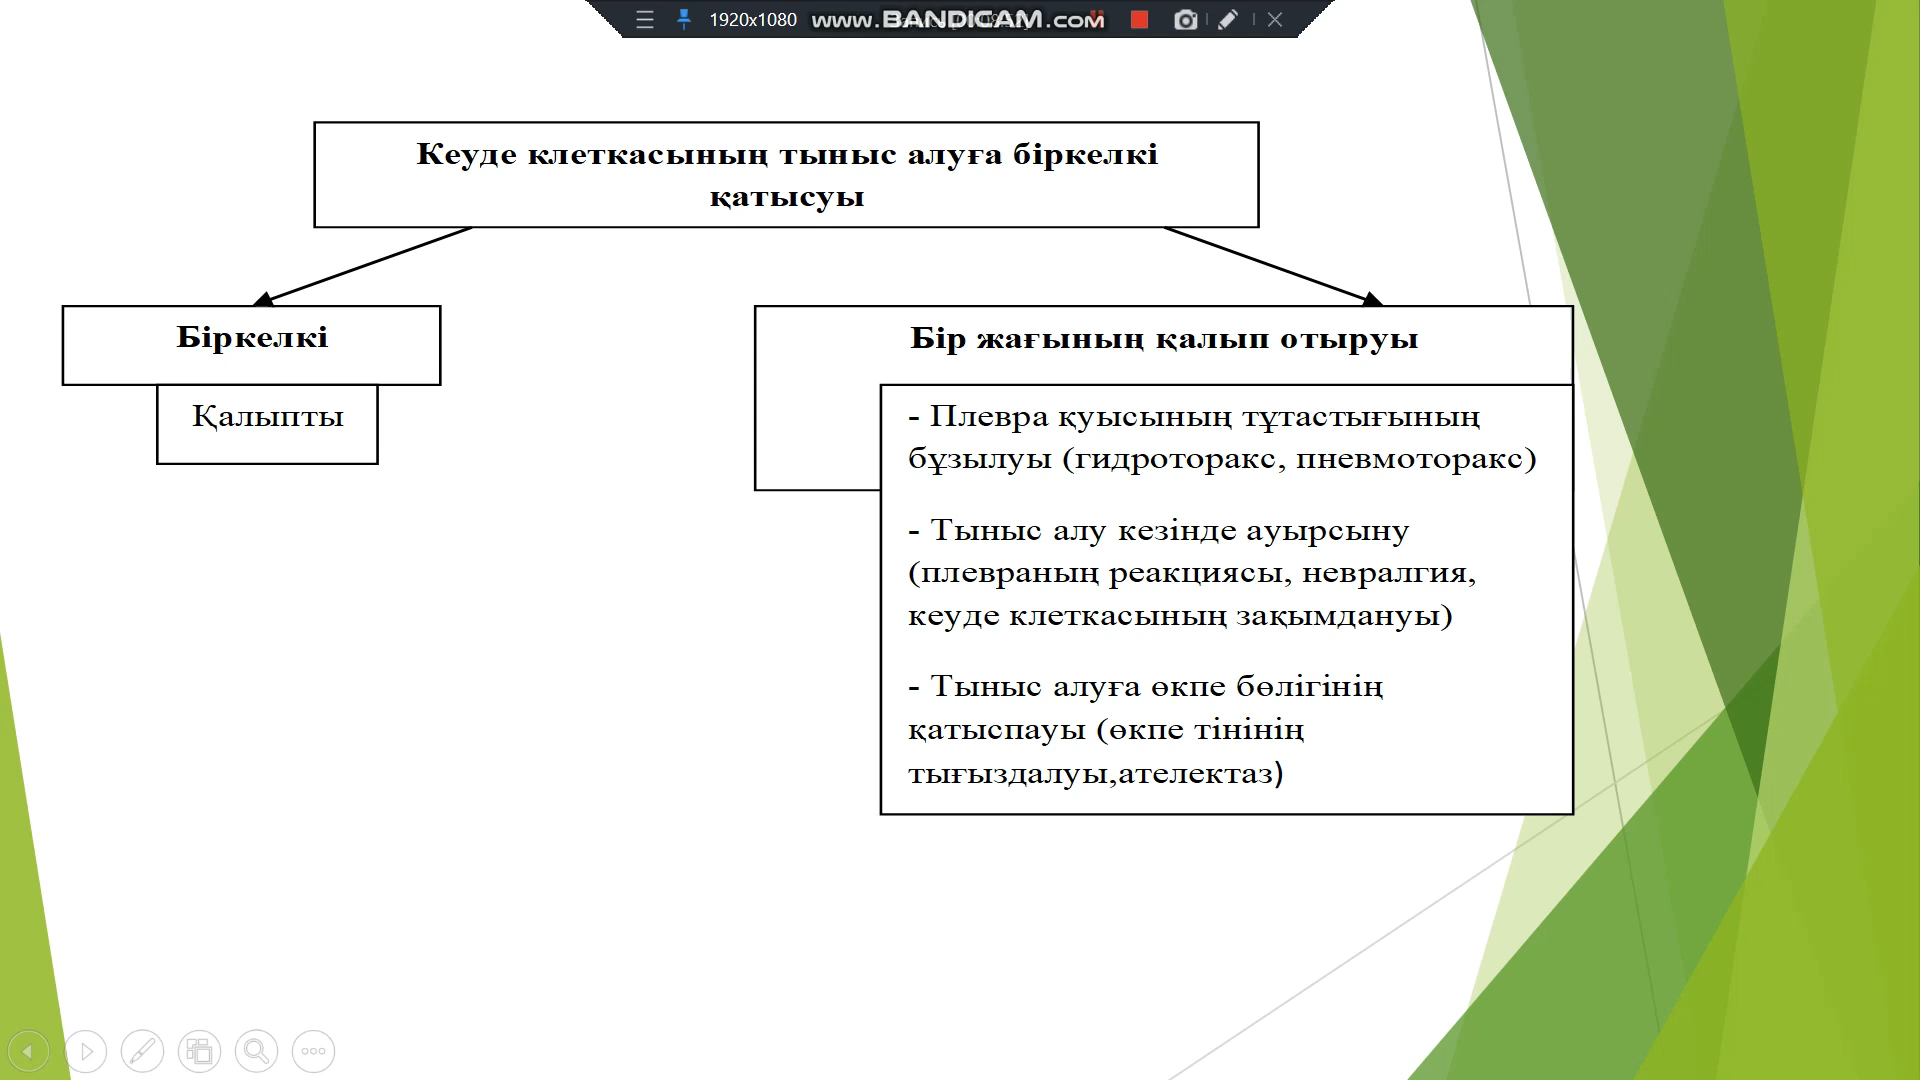 1920x1080 www.BANDICAM.com
Кеуде клеткасының тыныс алуға біркелкі
қатысуы
Біркелкі
Қалыпты
Бір жағының қалып отыруы
- Плевра қуысының тұтастығының
бұзылуы (гидроторакс, пневмоторакс)
- Тыныс алу кезінде ауырсыну
(плевраның реакциясы, невралгия,
кеуде клеткасының зақымдануы)
- Тыныс алуға өкпе бөлігінің
қатыспауы (өкпе тінінің
тығыздалуы,ателектаз)